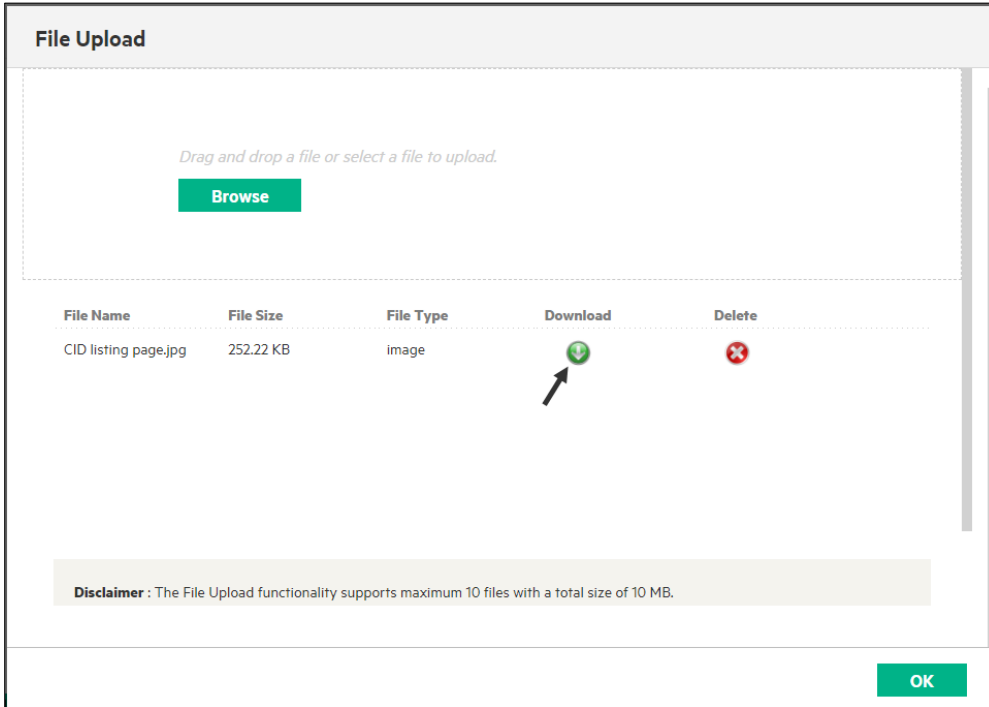 File Upload
Drag and drop a file or select a file to upload.
Browse
File Name File Size File Type Download Delete
CID listing page.jpg 252.22 KB image
Disclaimer : The File Upload functionality supports maximum 10 files with a total size of 10 MB.
OK